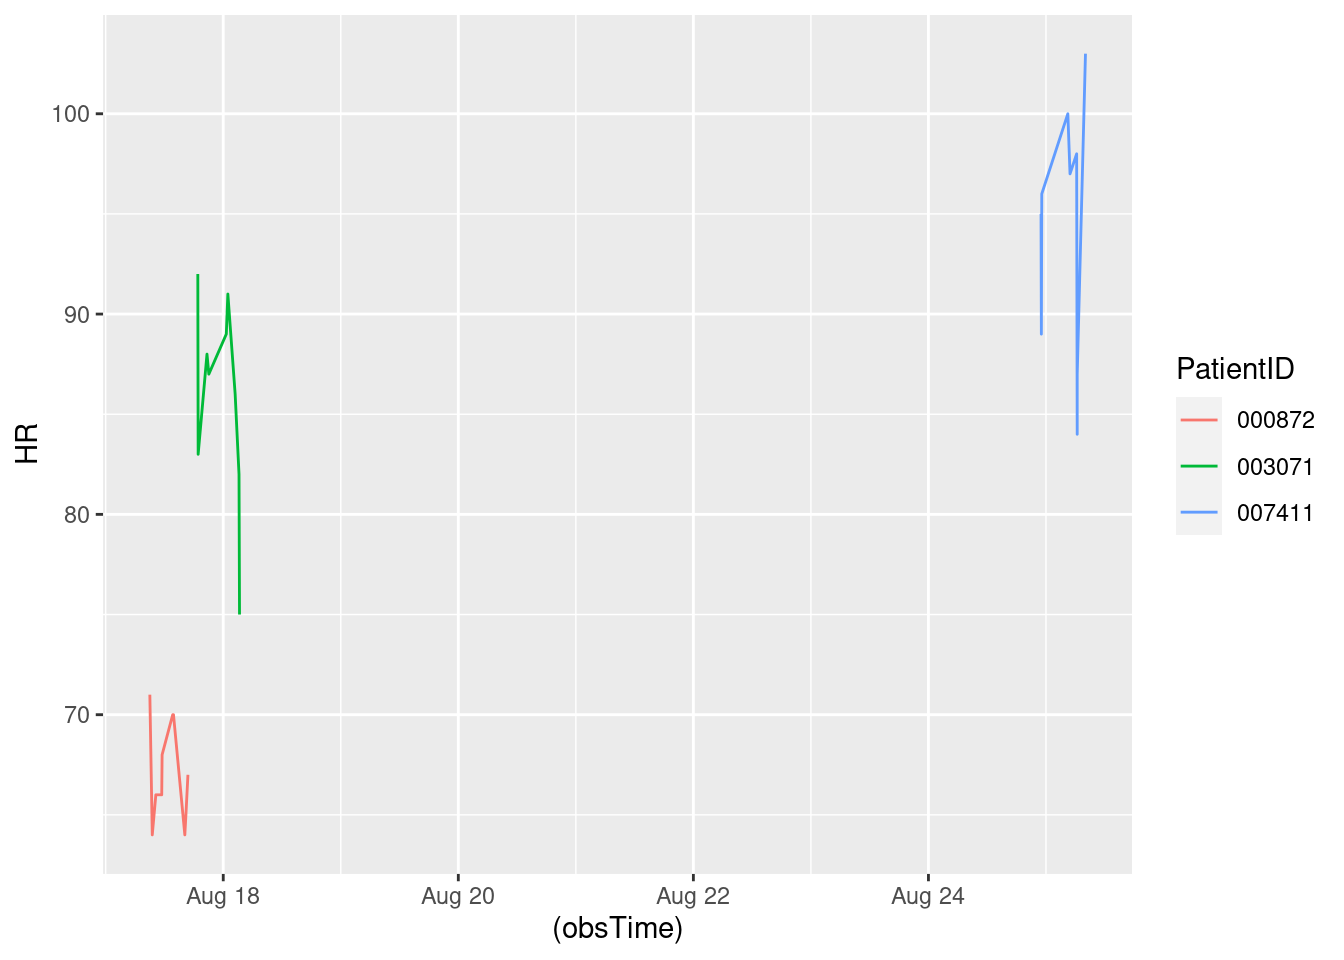 HR
100
90
80
70
Aug 18
Aug 20
Aug 22
Aug 24
(obsTime)
PatientID
000872
003071
007411